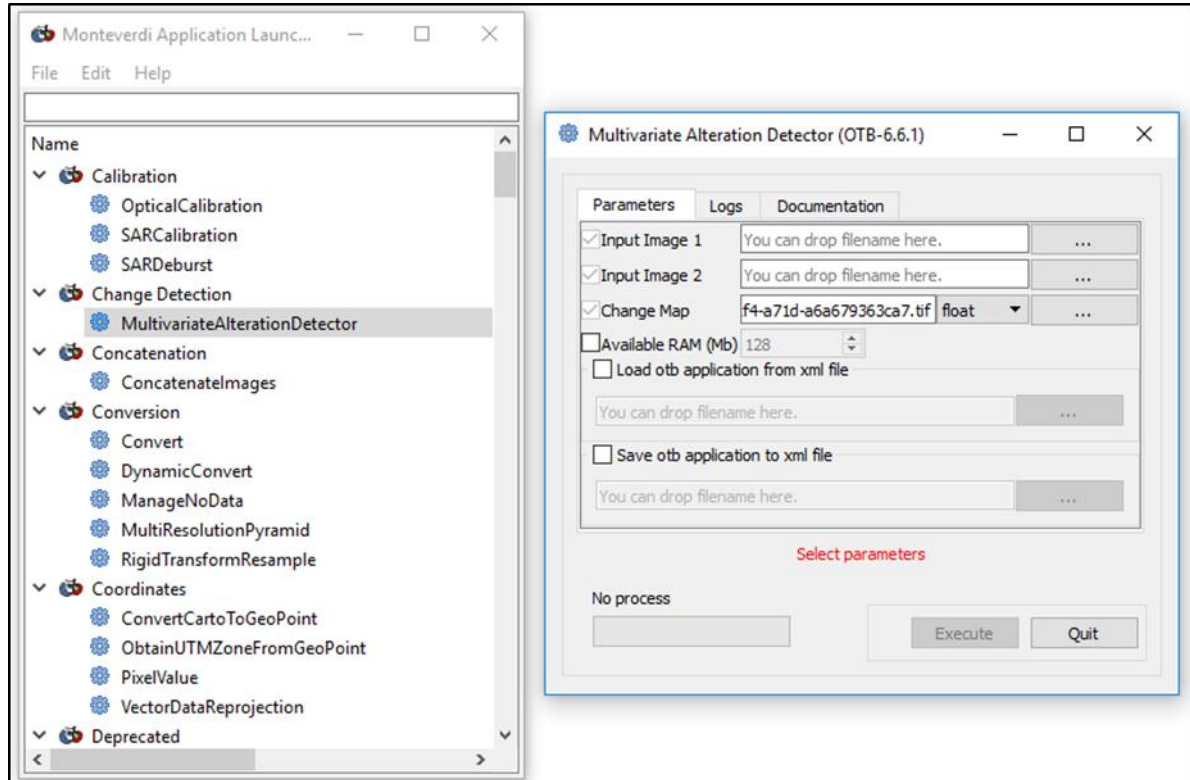 Monteverdi Application Launc...
File Edit Help
Name
Calibration
OpticalCalibration
SARCalibration
SARDeburst
Change Detection
MultivariateAlterationDetector
Concatenation
ConcatenateImages
Conversion
Convert
DynamicConvert
ManageNoData
MultiResolutionPyramid
RigidTransformResample
Coordinates
ConvertCartoToGeoPoint
ObtainUTMZoneFromGeoPoint
PixelValue
VectorDataReprojection
Deprecated
Multivariate Alteration Detector (OTB-6.6.1)
Parameters Logs Documentation
Input Image 1 You can drop filename here. ...
Input Image 2 You can drop filename here. ...
Change Map f4-a71d-a6a679363ca7.tif float ...
Available RAM (Mb) 128
Load otb application from xml file
You can drop filename here. ...
Save otb application to xml file
You can drop filename here. ...
Select parameters
No process
Execute Quit